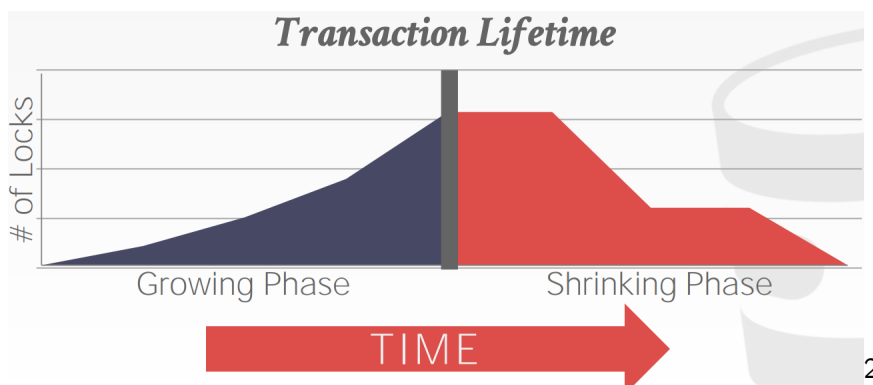 Transaction Lifetime
# of Locks
Growing Phase
Shrinking Phase
TIME
2